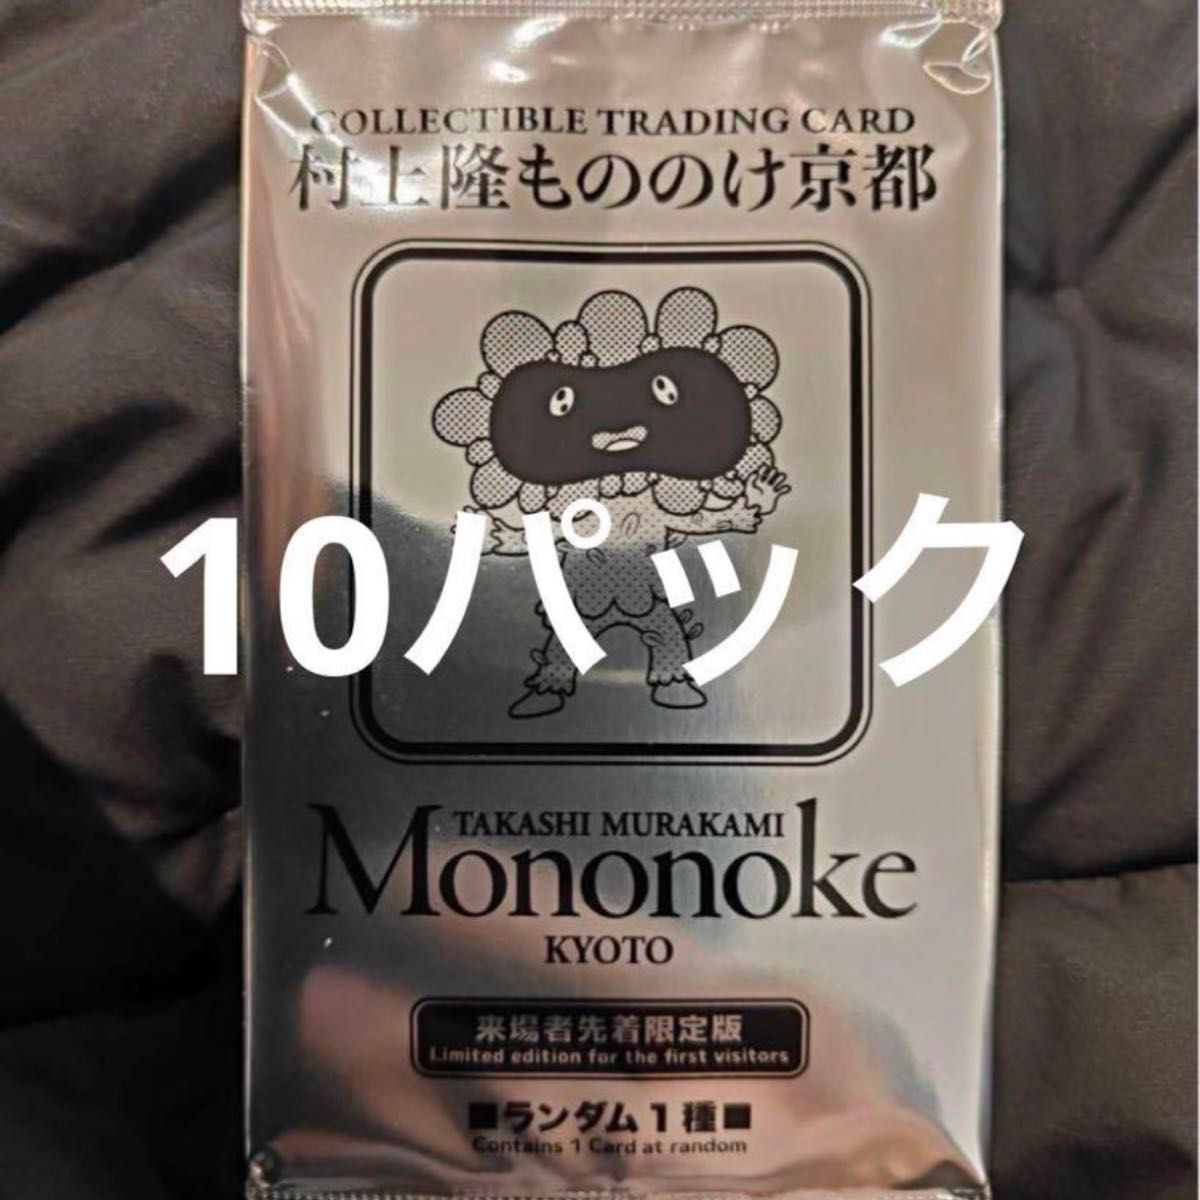 COLLECTIBLE TRADING CARD
村上隆もののけ京都
10パック
TAKASHI MURAKAMI
Mononoke
KYOTO
来場者先着限定版
Limited edition for the first visitors
■ランダム1種■
Contains 1 Card at random